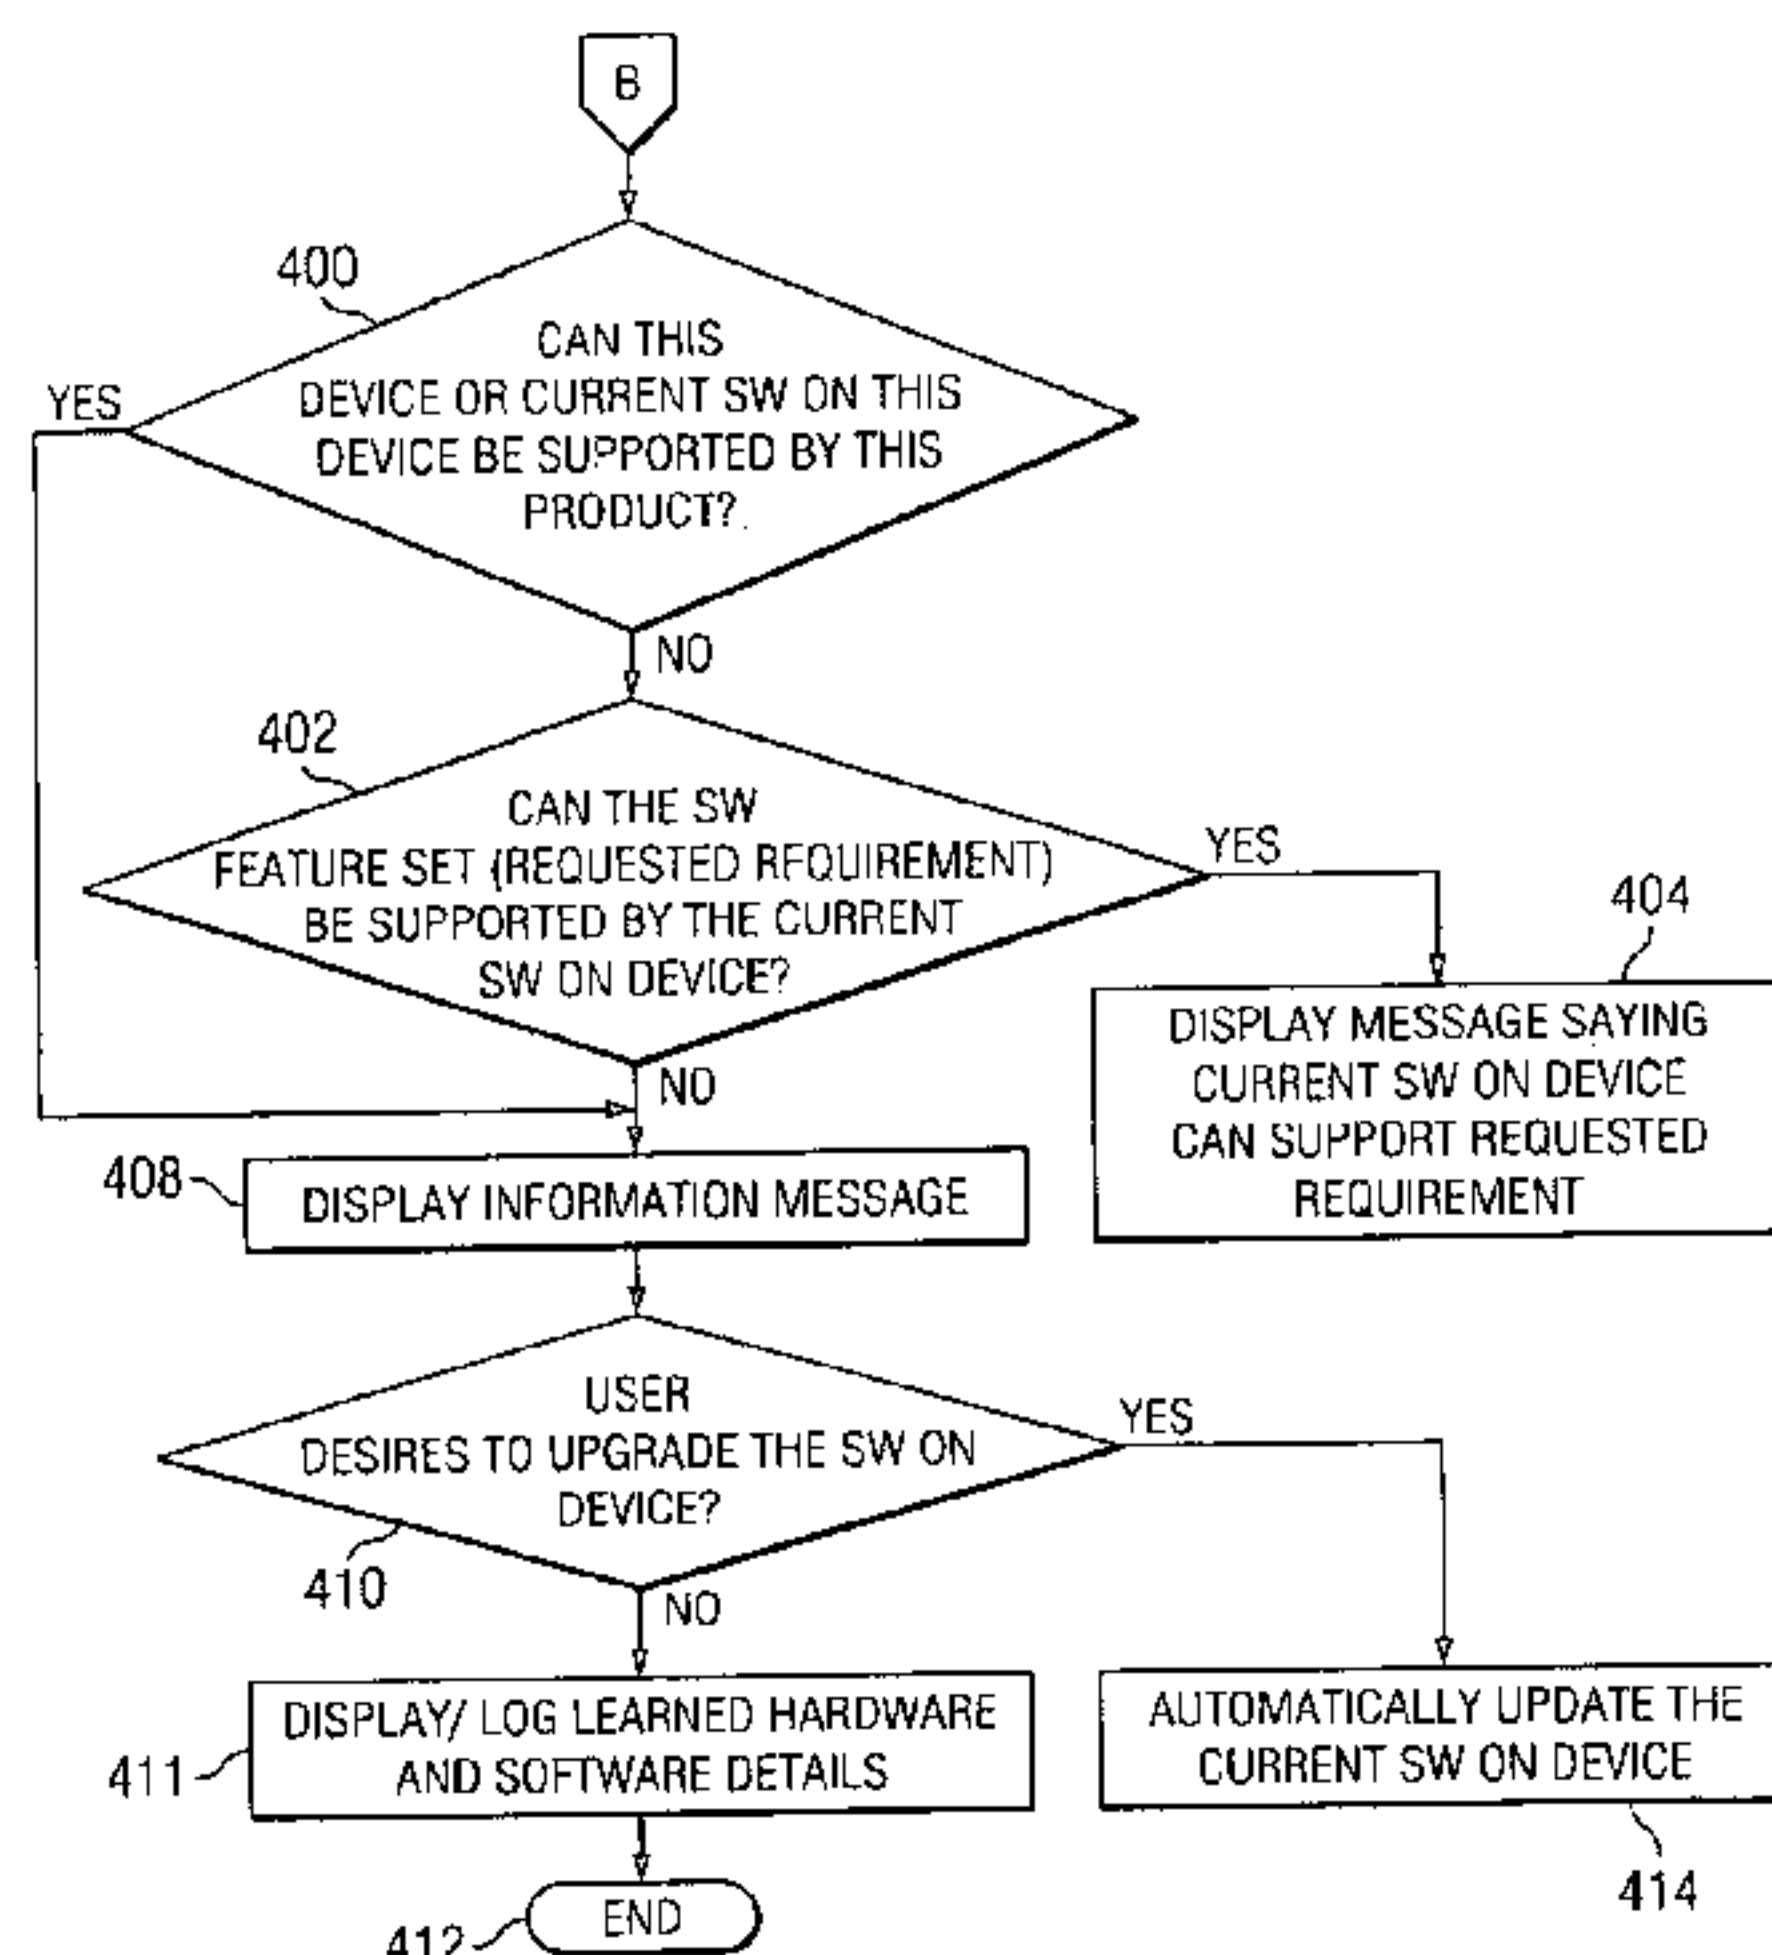 B
400
CAN THIS
DEVICE OR CURRENT SW ON THIS
DEVICE BE SUPPORTED BY THIS
PRODUCT?
YES
NO
402
CAN THE SW
FEATURE SET (REQUESTED REQUIREMENT)
BE SUPPORTED BY THE CURRENT
SW ON DEVICE?
YES
404
NO
DISPLAY MESSAGE SAYING
CURRENT SW ON DEVICE
CAN SUPPORT REQUESTED
REQUIREMENT
408
DISPLAY INFORMATION MESSAGE
USER
DESIRES TO UPGRADE THE SW ON
DEVICE?
YES
410
NO
DISPLAY/ LOG LEARNED HARDWARE
AND SOFTWARE DETAILS
411
AUTOMATICALLY UPDATE THE
CURRENT SW ON DEVICE
414
END
412